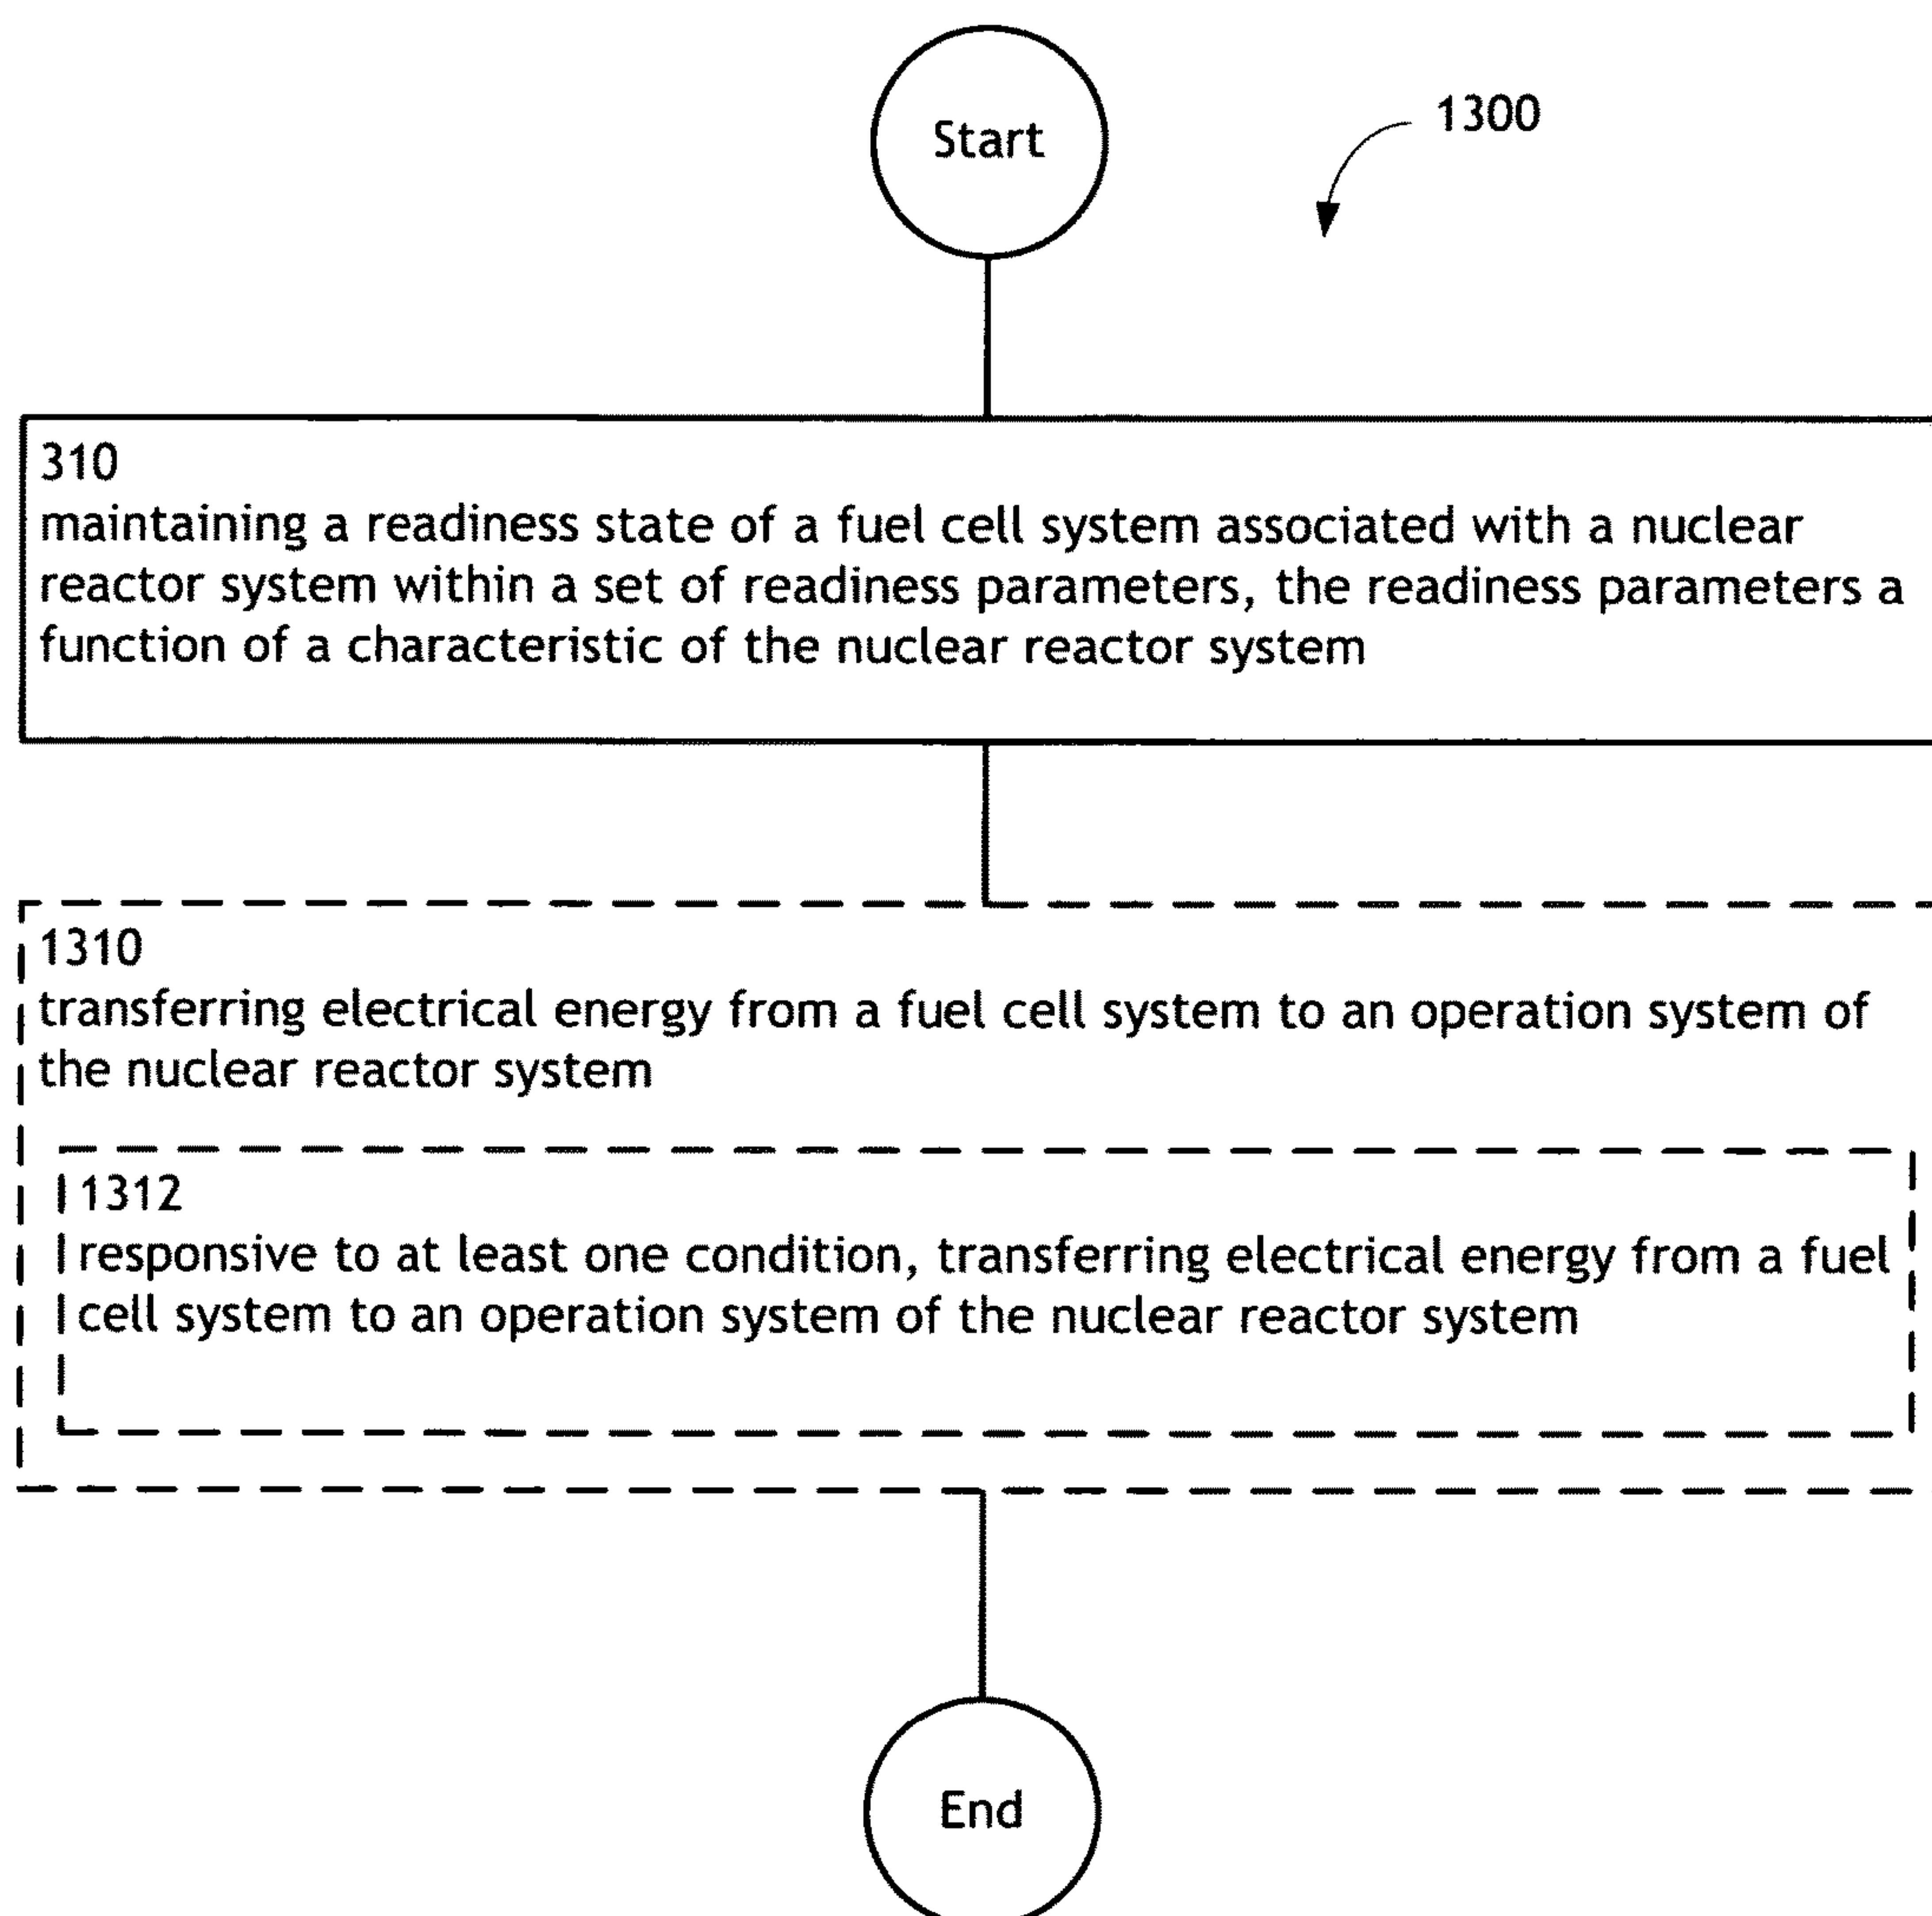 Start
1300
310
maintaining a readiness state of a fuel cell system associated with a nuclear
reactor system within a set of readiness parameters, the readiness parameters a
function of a characteristic of the nuclear reactor system
1310
transferring electrical energy from a fuel cell system to an operation system of
the nuclear reactor system
1312
responsive to at least one condition, transferring electrical energy from a fuel
cell system to an operation system of the nuclear reactor system
End